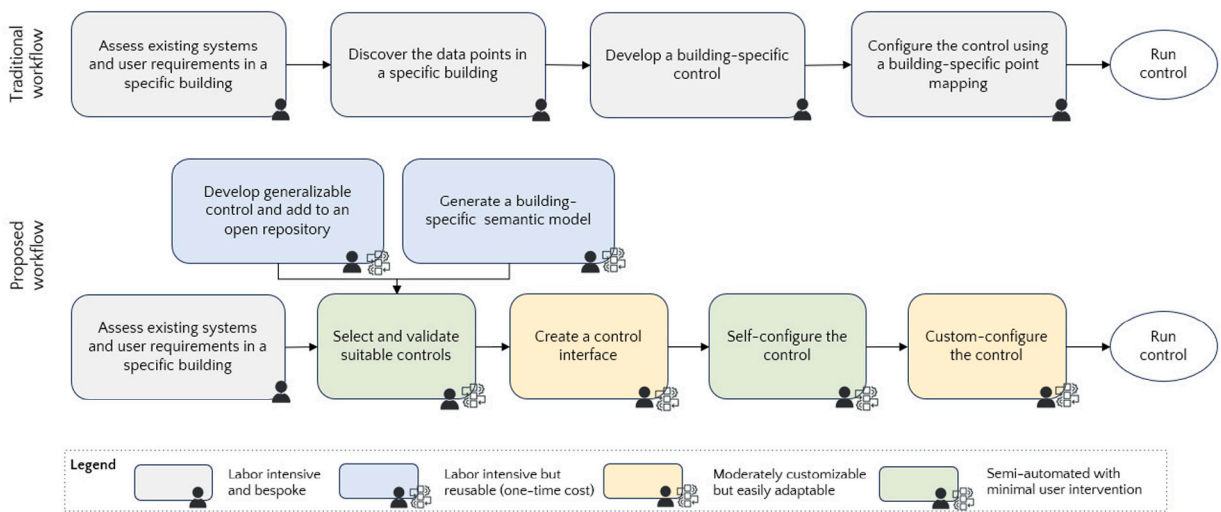 Traditional
workflow
Assess existing systems
and user requirements in a
specific building
Discover the data points in
a specific building
Develop a building-specific
control
Configure the control using
a building-specific point
mapping
Run
control
Proposed
workflow
Develop generalizable
control and add to an
open repository
Generate a building-
specific semantic model
Assess existing systems
and user requirements in a
specific building
Select and validate
suitable controls
Create a control
interface
Self-configure the
control
Custom-configure
the control
Run
control
Legend
Labor intensive
and bespoke
Labor intensive but
reusable (one-time cost)
Moderately customizable
but easily adaptable
Semi-automated with
minimal user intervention